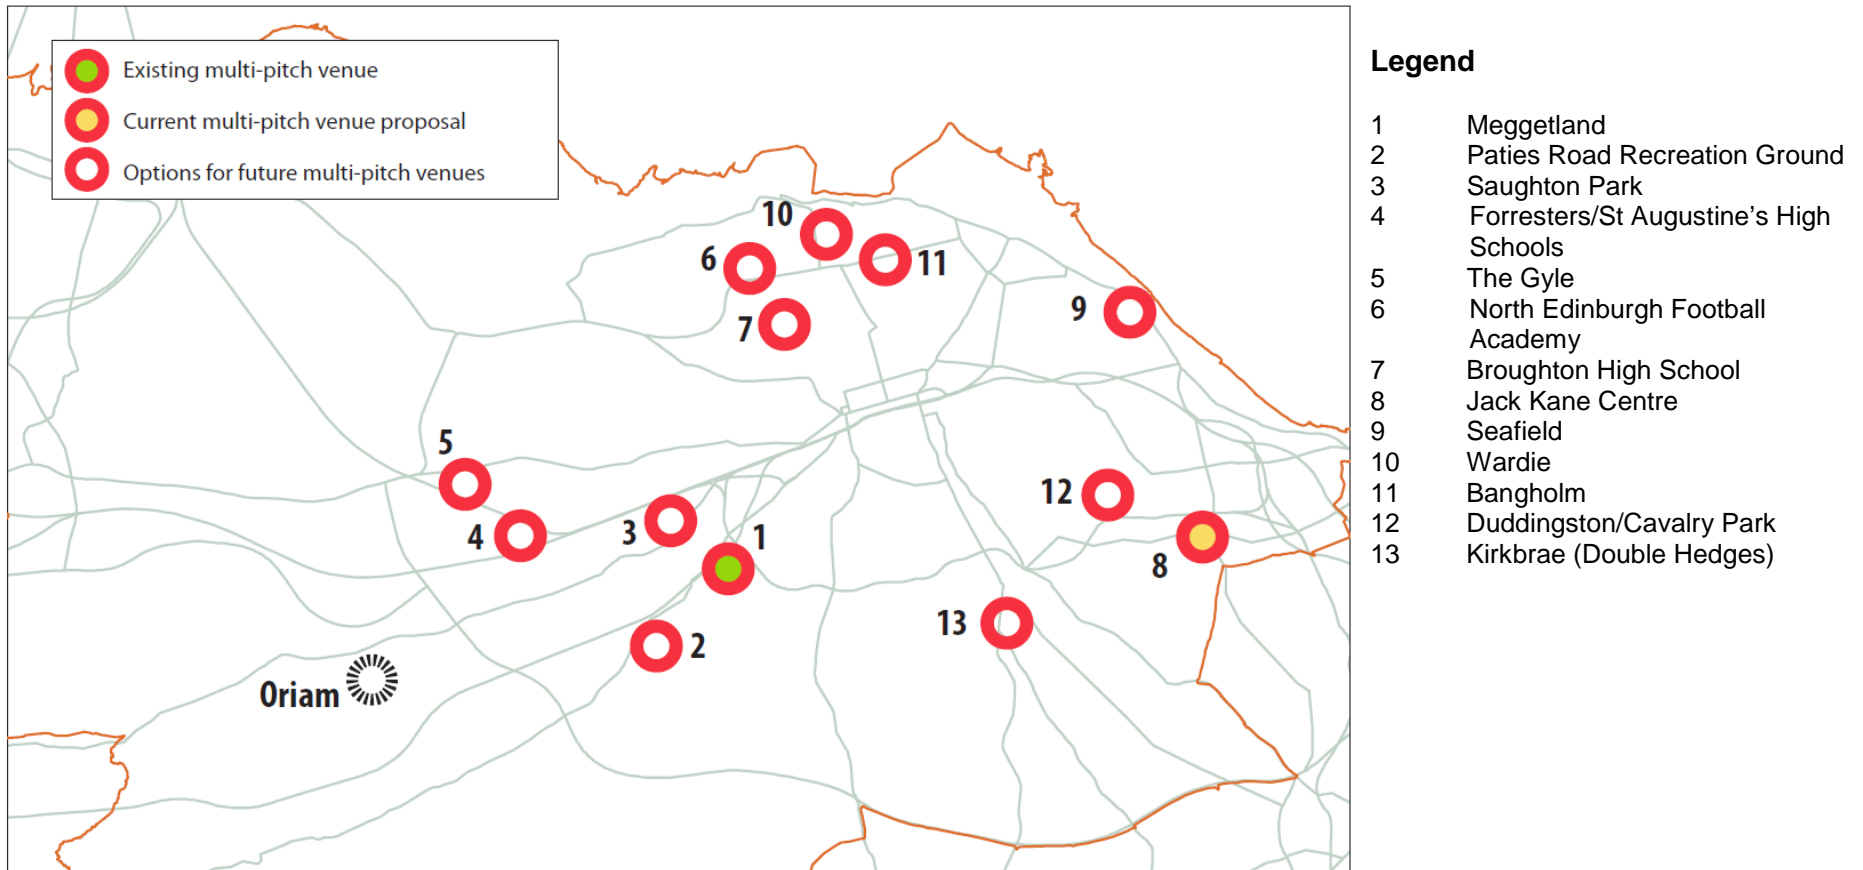 Existing multi-pitch venue
Current multi-pitch venue proposal
Options for future multi-pitch venues
10
6
11
7
9
5
4
3
1
12
8
13
2
Oriam
Legend
1 Meggetland
2 Paties Road Recreation Ground
3 Saughton Park
4 Forresters/St Augustine's High
Schools
5 The Gyle
6 North Edinburgh Football
Academy
7 Broughton High School
8 Jack Kane Centre
9 Seafield
10 Wardie
11 Bangholm
12 Duddingston/Cavalry Park
13 Kirkbrae (Double Hedges)